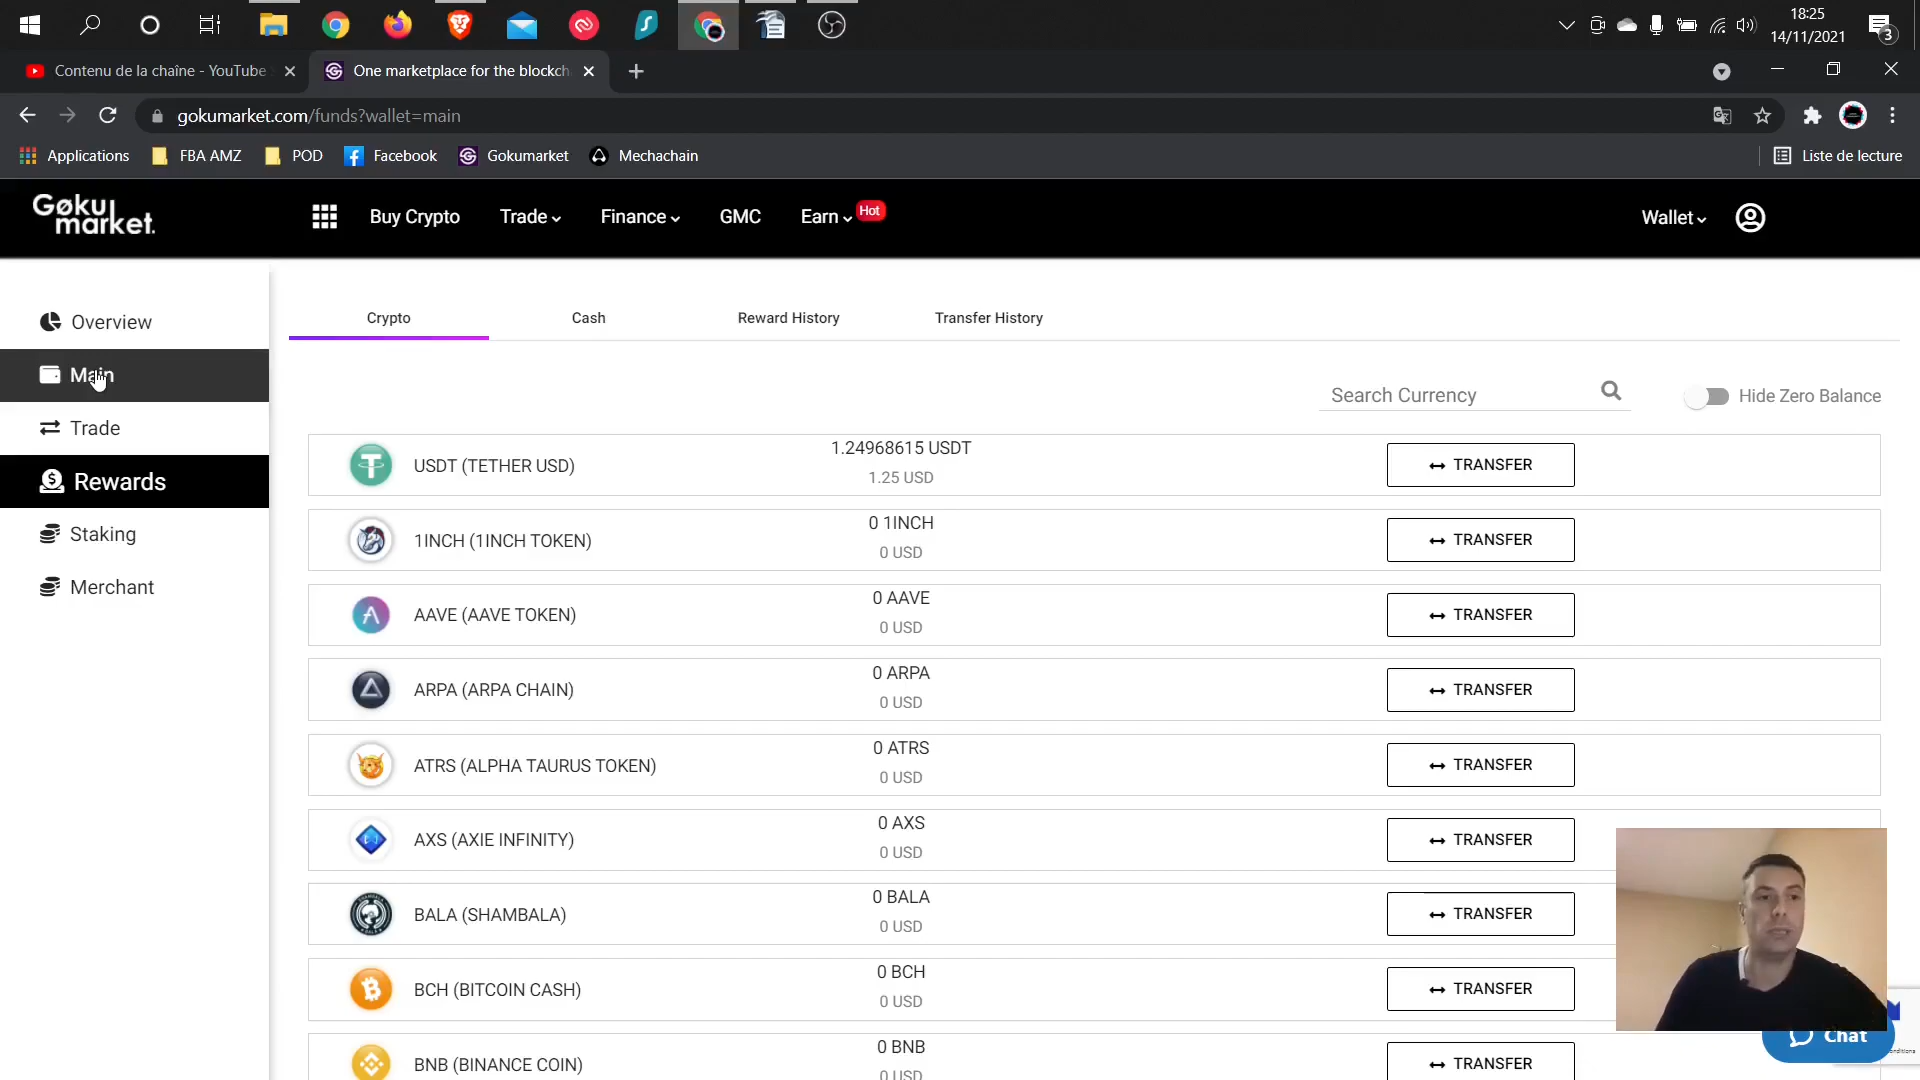 18:25
14/11/2021
3
Contenu de la chaîne - YouTube
One marketplace for the blockch
gokumarket.com/funds?wallet=main
Applications
FBA AMZ
POD
Facebook
Gokumarket
Mechachain
Liste de lecture
Gøku market.
Buy Crypto
Trade
Finance
GMC
Earn
Hot
Wallet
Overview
Main
Trade
Rewards
Staking
Merchant
Crypto
Cash
Reward History
Transfer History
Search Currency
Hide Zero Balance
USDT (TETHER USD)
1.24968615 USDT
1.25 USD
TRANSFER
1INCH (1INCH TOKEN)
0 1INCH
0 USD
TRANSFER
AAVE (AAVE TOKEN)
0 AAVE
0 USD
TRANSFER
ARPA (ARPA CHAIN)
0 ARPA
0 USD
TRANSFER
ATRS (ALPHA TAURUS TOKEN)
0 ATRS
0 USD
TRANSFER
AXS (AXIE INFINITY)
0 AXS
0 USD
TRANSFER
BALA (SHAMBALA)
0 BALA
0 USD
TRANSFER
BCH (BITCOIN CASH)
0 BCH
0 USD
TRANSFER
BNB (BINANCE COIN)
0 BNB
0 USD
TRANSFER
Chat